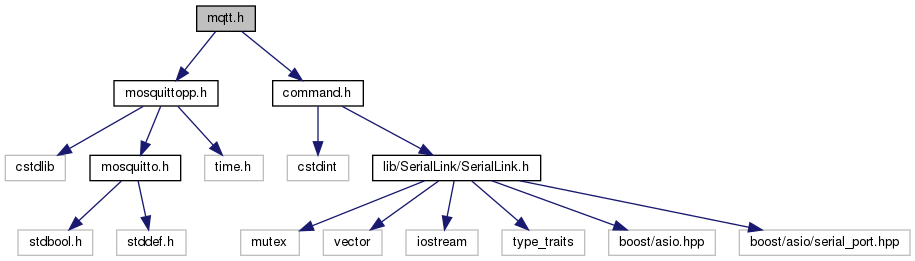 mqtt.h
mosquittopp.h
command.h
cstdlib
mosquitto.h
time.h
cstdint
lib/SerialLink/SerialLink.h
stdbool.h
stddef.h
mutex
vector
iostream
type_traits
boost/asio.hpp
boost/asio/serial_port.hpp